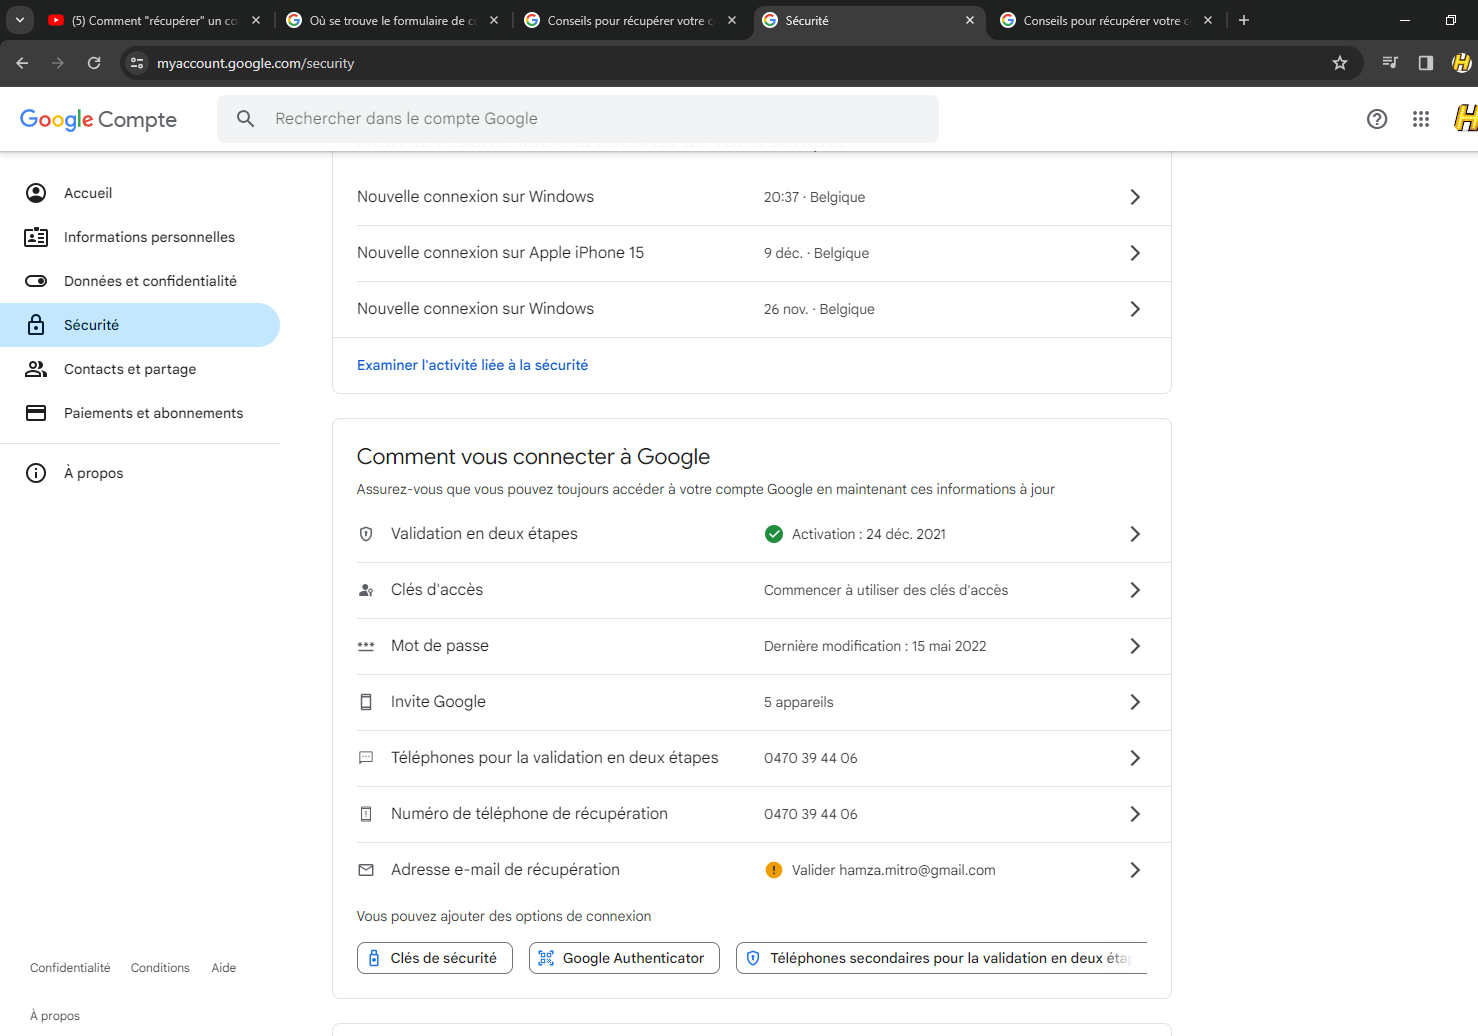 (5) Comment "récupérer" un co
Où se trouve le formulaire de c
Conseils pour récupérer votre c
Sécurité
Conseils pour récupérer votre c
myaccount.google.com/security
Google Compte
Rechercher dans le compte Google
Accueil
Informations personnelles
Données et confidentialité
Sécurité
Contacts et partage
Paiements et abonnements
À propos
Nouvelle connexion sur Windows 20:37 · Belgique
Nouvelle connexion sur Apple iPhone 15 9 déc. · Belgique
Nouvelle connexion sur Windows 26 nov. · Belgique
Examiner l'activité liée à la sécurité
Comment vous connecter à Google
Assurez-vous que vous pouvez toujours accéder à votre compte Google en maintenant ces informations à jour
Validation en deux étapes Activation : 24 déc. 2021
Clés d'accès Commencer à utiliser des clés d'accès
Mot de passe Dernière modification : 15 mai 2022
Invite Google 5 appareils
Téléphones pour la validation en deux étapes 0470 39 44 06
Numéro de téléphone de récupération 0470 39 44 06
Adresse e-mail de récupération Valider hamza.mitro@gmail.com
Vous pouvez ajouter des options de connexion
Clés de sécurité Google Authenticator Téléphones secondaires pour la validation en deux étap
Confidentialité Conditions Aide
À propos